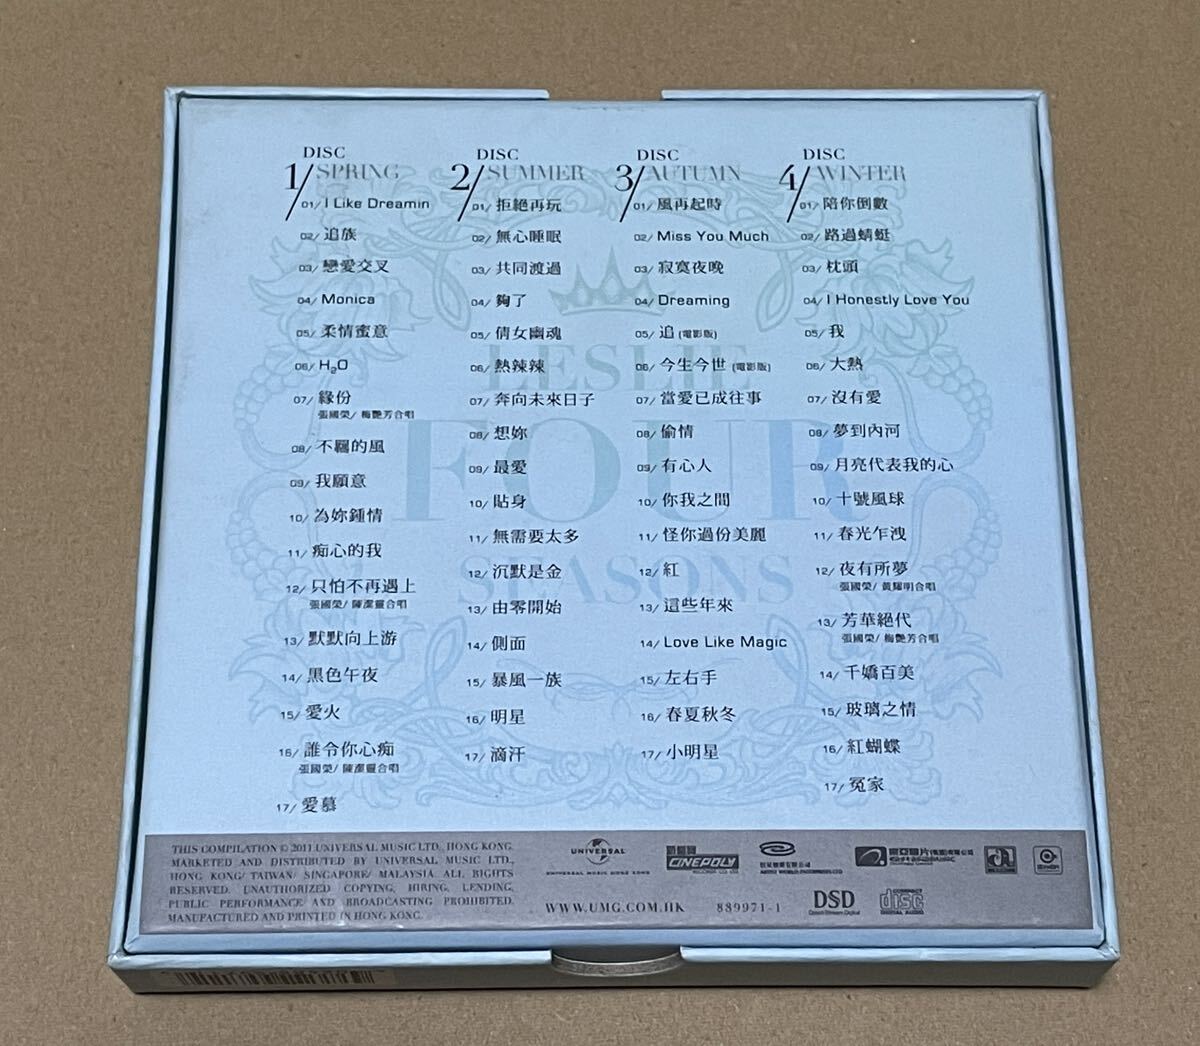 DISC
1/SPRING
01/ I Like Dreamin
02/ 追族
03/ 戀愛交叉
04/ Monica
05/ 柔情蜜意
06/ H2O
07/ 緣份
張國榮/ 梅艷芳合唱
08/ 不羈的風
09/ 我願意
10/ 為妳鍾情
11/ 痴心的我
12/ 只怕不再遇上
張國榮/ 陳潔靈合唱
13/ 默默向上游
14/ 黑色午夜
15/ 愛火
16/ 誰令你心痴
張國榮/ 陳潔靈合唱
17/ 愛慕
DISC
2/SUMMER
01/ 拒絕再玩
02/ 無心睡眠
03/ 共同渡過
04/ 夠了
05/ 倩女幽魂
06/ 熱辣辣
07/ 奔向未來日子
08/ 想妳
09/ 最愛
10/ 貼身
11/ 無需要太多
12/ 沉默是金
13/ 由零開始
14/ 側面
15/ 暴風一族
16/ 明星
17/ 滴汗
DISC
3/AUTUMN
01/ 風再起時
02/ Miss You Much
03/ 寂寞夜晚
04/ Dreaming
05/ 追 (電影版)
06/ 今生今世 (電影版)
07/ 當愛已成往事
08/ 偷情
09/ 有心人
10/ 你我之間
11/ 怪你過份美麗
12/ 紅
13/ 這些年來
14/ Love Like Magic
15/ 左右手
16/ 春夏秋冬
17/ 小明星
DISC
4/WINTER
01/ 陪你倒數
02/ 路過蜻蜓
03/ 枕頭
04/ I Honestly Love You
05/ 我
06/ 大熱
07/ 沒有愛
08/ 夢到內河
09/ 月亮代表我的心
10/ 十號風球
11/ 春光乍洩
12/ 夜有所夢
張國榮/ 黃耀明合唱
13/ 芳華絕代
張國榮/ 梅艷芳合唱
14/ 千嬌百美
15/ 玻璃之情
16/ 紅蝴蝶
17/ 冤家
LESLIE
FOUR
SEASONS
THIS COMPILATION © 2011 UNIVERSAL MUSIC LTD., HONG KONG.
MARKETED AND DISTRIBUTED BY UNIVERSAL MUSIC LTD.,
HONG KONG/ TAIWAN/ SINGAPORE/ MALAYSIA. ALL RIGHTS
RESERVED. UNAUTHORIZED COPYING, HIRING, LENDING,
PUBLIC PERFORMANCE AND BROADCASTING PROHIBITED.
MANUFACTURED AND PRINTED IN HONG KONG.
UNIVERSAL
UNIVERSAL MUSIC HONG KONG
CINEPOLY
WWW.UMG.COM.HK
889971-1
DSD
Direct Stream Digital
COMPACT
disc
DIGITAL AUDIO